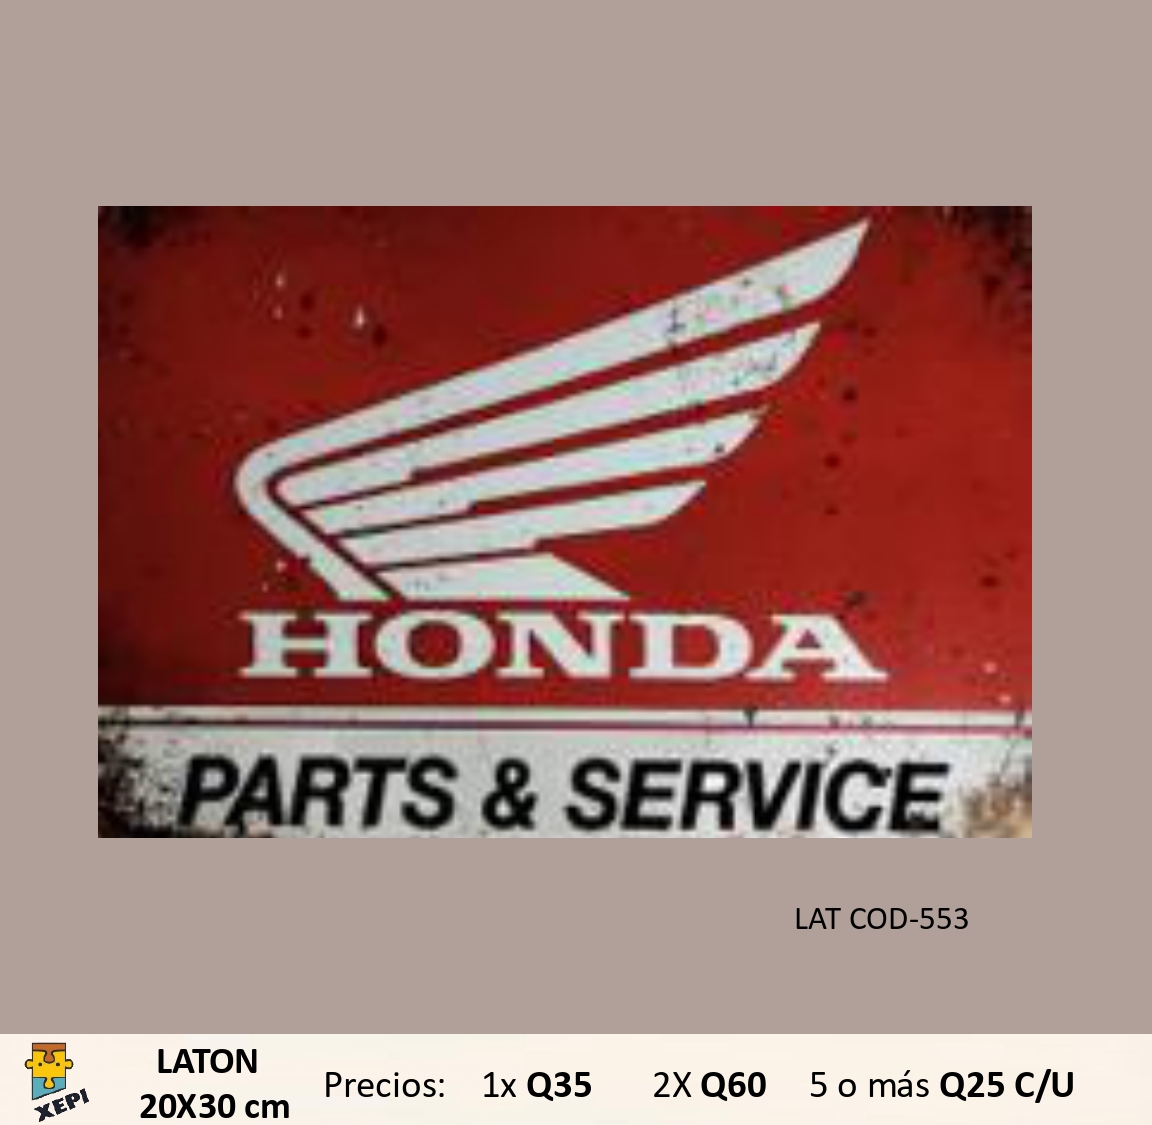 HONDA
PARTS & SERVICE
LAT COD-553
XEPI
LATON
20X30 cm
Precios: 1x Q35 2X Q60 5 o más Q25 C/U